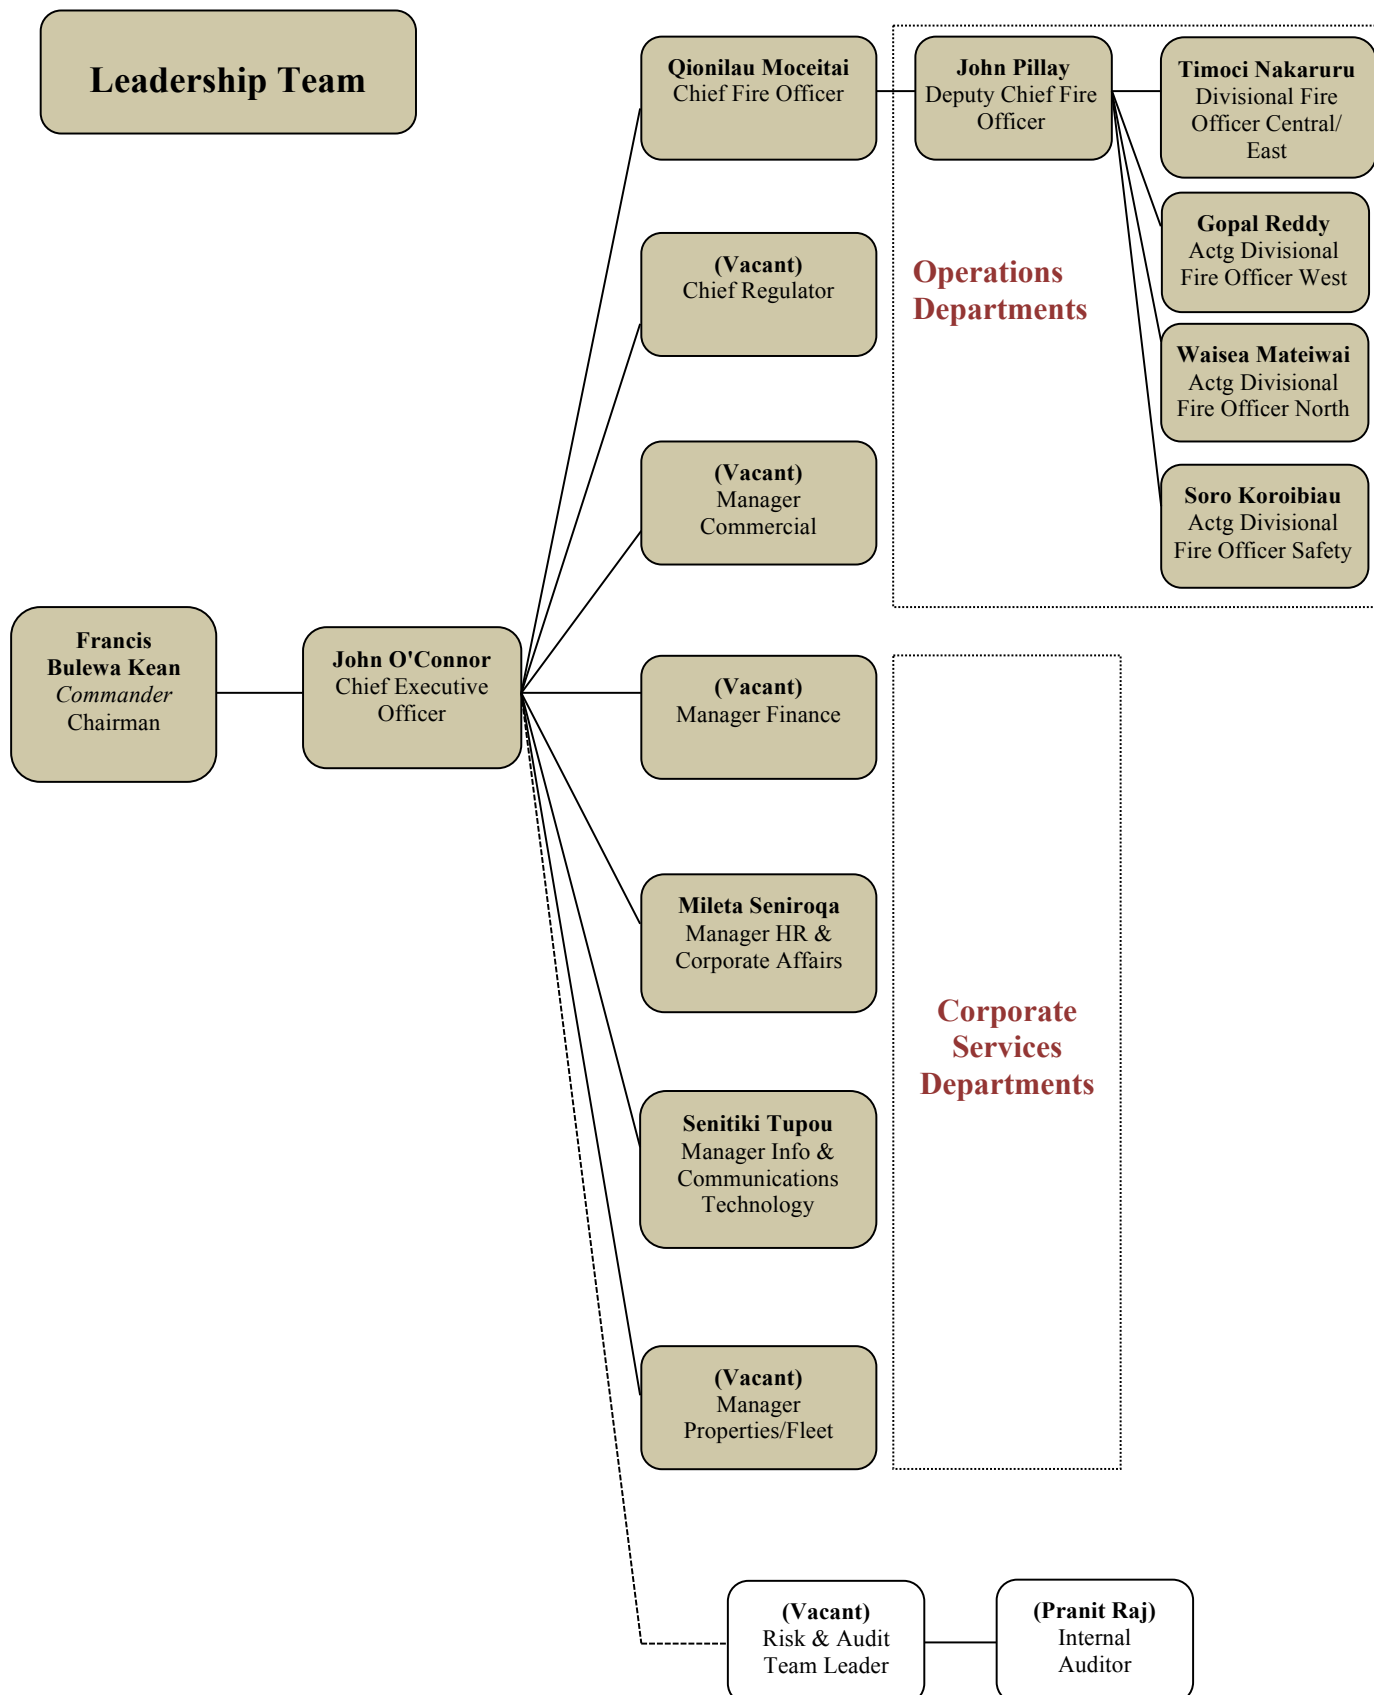 Leadership Team
Qionilau Moceitai
Chief Fire Officer
John Pillay
Deputy Chief Fire
Officer
Timoci Nakaruru
Divisional Fire
Officer Central/
East
Gopal Reddy
Actg Divisional
Fire Officer West
Waisea Mateiwai
Actg Divisional
Fire Officer North
Soro Koroibiau
Actg Divisional
Fire Officer Safety
Operations
Departments
(Vacant)
Chief Regulator
(Vacant)
Manager
Commercial
Francis
Bulewa Kean
Commander
Chairman
John O'Connor
Chief Executive
Officer
(Vacant)
Manager Finance
Mileta Seniroqa
Manager HR &
Corporate Affairs
Senitiki Tupou
Manager Info &
Communications
Technology
(Vacant)
Manager
Properties/Fleet
Corporate
Services
Departments
(Vacant)
Risk & Audit
Team Leader
(Pranit Raj)
Internal
Auditor